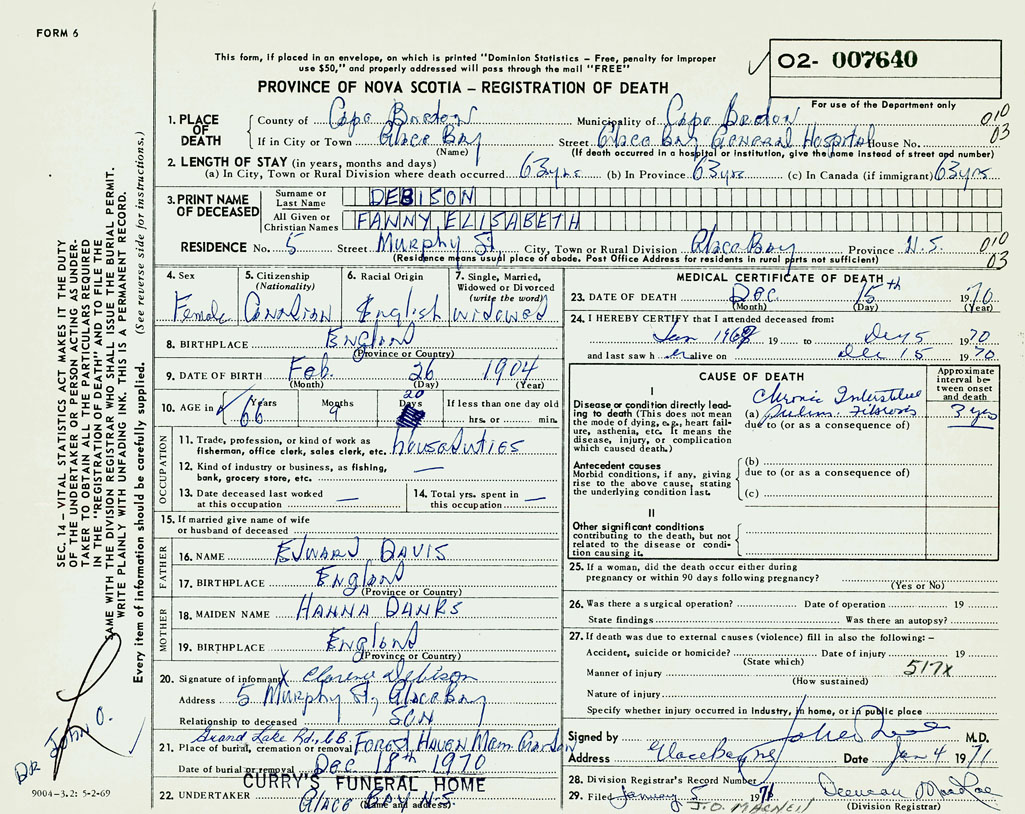 FORM 6
This form, if placed in an envelope, on which is printed "Dominion Statistics – Free, penalty for improper
use $50," and properly addressed will pass through the mail "FREE"
02- 007640
PROVINCE OF NOVA SCOTIA – REGISTRATION OF DEATH
For use of the Department only
1. PLACE OF DEATH
County of Cape Breton Municipality of Cape Breton 010
If in City or Town Glace Bay Street Glace Bay General Hospital House No. 03
(Name) (If death occurred in a hospital or institution, give the name instead of street and number)
2. LENGTH OF STAY (in years, months and days)
(a) In City, Town or Rural Division where death occurred 63 yrs (b) In Province 63 yrs (c) In Canada (if immigrant) 63 yrs
3. PRINT NAME OF DECEASED
Surname or Last Name DEBISON
All Given or Christian Names FANNY ELISABETH
RESIDENCE No. 5 Street Murphy St. City, Town or Rural Division Glace Bay Province N.S. 010
(Residence means usual place of abode. Post Office Address for residents in rural parts not sufficient) 03
4. Sex
Female
5. Citizenship
(Nationality)
Canadian
6. Racial Origin
English
7. Single, Married,
Widowed or Divorced
(write the word)
Widowed
8. BIRTHPLACE England
(Province or Country)
9. DATE OF BIRTH Feb. 26 1904
(Month) (Day) (Year)
10. AGE in Years 66 Months 9 Days 20 If less than one day old
hrs. or min.
OCCUPATION
11. Trade, profession, or kind of work as
fisherman, office clerk, sales clerk, etc. house duties
12. Kind of industry or business, as fishing,
bank, grocery store, etc. —
13. Date deceased last worked
at this occupation —
14. Total yrs. spent in
this occupation —
15. If married give name of wife
or husband of deceased
FATHER
16. NAME Edward DAVIS
17. BIRTHPLACE England
(Province or Country)
MOTHER
18. MAIDEN NAME HANNA DANKS
19. BIRTHPLACE England
(Province or Country)
20. Signature of informant X Clarence Debison
Address 5 Murphy St, Glace Bay
Relationship to deceased SON
Grand Lake Rd., C.B.
21. Place of burial, cremation or removal Forest Haven Mem. Garden
Date of burial or removal Dec 18th 1970
CURRY'S FUNERAL HOME
22. UNDERTAKER Glace Bay N.S.
(Name and address)
MEDICAL CERTIFICATE OF DEATH
23. DATE OF DEATH Dec. 15th 1970
(Month) (Day) (Year)
24. I HEREBY CERTIFY that I attended deceased from:
Jan 1968 19 to Dec 15 1970
and last saw her alive on Dec 15 1970
CAUSE OF DEATH
Approximate
interval be-
tween onset
and death
I
Disease or condition directly lead-
ing to death (This does not mean
the mode of dying, e.g., heart fail-
ure, asthenia, etc. It means the
disease, injury, or complication
which caused death.)
Chronic Interstitial
(a) Pulm. Fibrosis 3 yrs
due to (or as a consequence of)
Antecedent causes
Morbid conditions, if any, giving
rise to the above cause, stating
the underlying condition last.
(b)
due to (or as a consequence of)
(c)
II
Other significant conditions
contributing to the death, but not
related to the disease or condi-
tion causing it.
25. If a woman, did the death occur either during
pregnancy or within 90 days following pregnancy?
(Yes or No)
26. Was there a surgical operation? Date of operation 19
State findings Was there an autopsy?
27. If death was due to external causes (violence) fill in also the following: –
Accident, suicide or homicide? Date of injury 19
(State which)
Manner of injury 517x
(How sustained)
Nature of injury
Specify whether injury occurred in Industry, in home, or in public place
Signed by M.D.
Address Glace Bay NS Date Jan 4 1971
28. Division Registrar's Record Number
29. Filed January 5 1971
(Division Registrar)
J.O. MACNEIL
SEC. 14 – VITAL STATISTICS ACT MAKES IT THE DUTY
OF THE UNDERTAKER OR PERSON ACTING AS UNDER-
TAKER TO OBTAIN ALL THE PARTICULARS REQUIRED
IN THE "REGISTRATION OF DEATH" AND TO FILE THE
SAME WITH THE DIVISION REGISTRAR WHO SHALL ISSUE THE BURIAL PERMIT.
WRITE PLAINLY WITH UNFADING INK. THIS IS A PERMANENT RECORD.
Every item of information should be carefully supplied. (See reverse side for instructions.)
DR JOHN O.
9004-3.2: 5-2-69